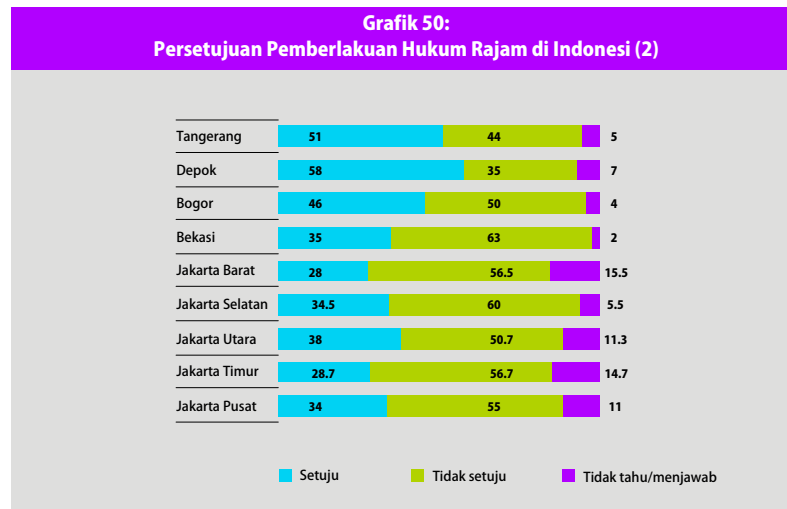 Grafik 50:
Persetujuan Pemberlakuan Hukum Rajam di Indonesi (2)
Tangerang 51 44 5
Depok 58 35 7
Bogor 46 50 4
Bekasi 35 63 2
Jakarta Barat 28 56.5 15.5
Jakarta Selatan 34.5 60 5.5
Jakarta Utara 38 50.7 11.3
Jakarta Timur 28.7 56.7 14.7
Jakarta Pusat 34 55 11
Setuju Tidak setuju Tidak tahu/menjawab